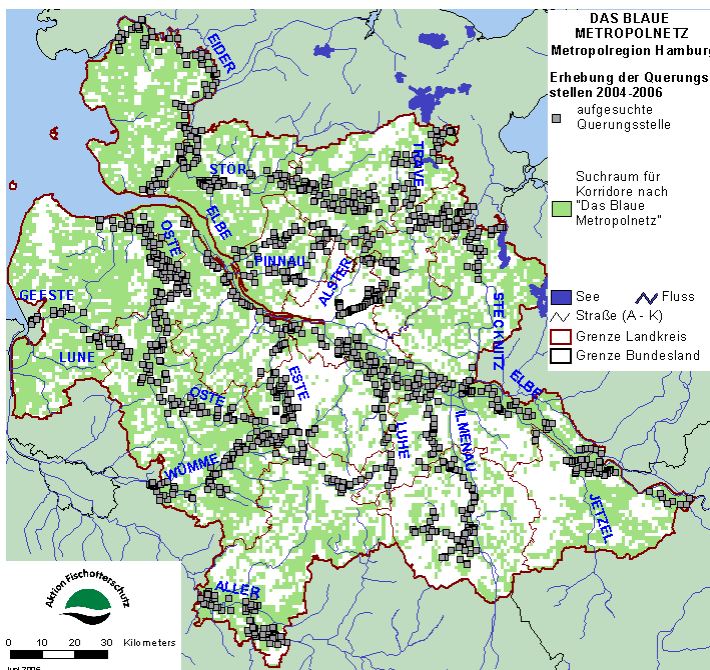 DAS BLAUE
METROPOLNETZ
Metropolregion Hamburg
Erhebung der Querungs
stellen 2004-2006
aufgesuchte
Querungsstelle
Suchraum für
Korridore nach
"Das Blaue
Metropolnetz"
See
Fluss
Straße (A - K)
Grenze Landkreis
Grenze Bundesland
EIDER
STÖR
TRAVE
ELBE
OSTE
PINNAU
ALSTER
GEESTE
STECKNITZ
LUNE
ELBE
OSTE
ESTE
LUHE
ILMENAU
WÜMME
JETZEL
ALLER
Aktion Fischotterschutz
0 10 20 30 Kilometers
Juni 2006